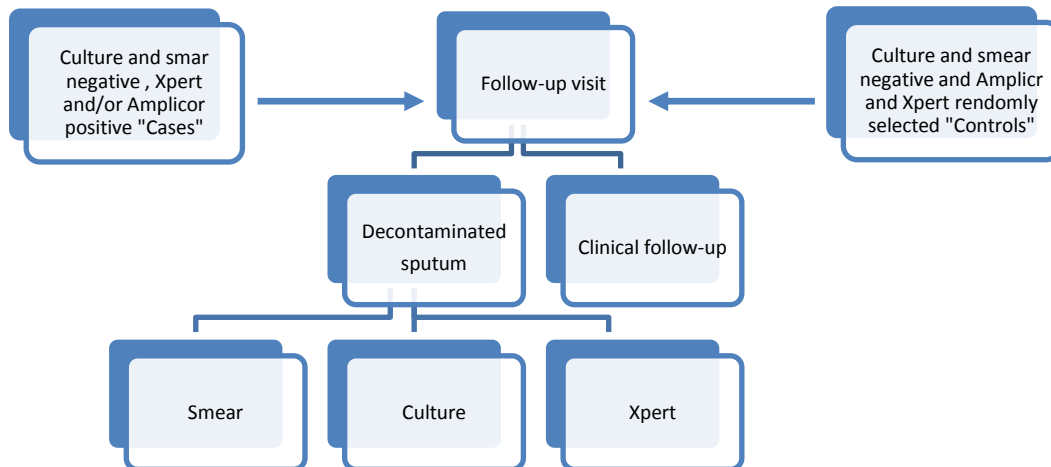 Culture and smar
negative , Xpert
and/or Amplicor
positive "Cases"
Follow-up visit
Culture and smear
negative and Amplicr
and Xpert rendomly
selected "Controls"
Decontaminated
sputum
Clinical follow-up
Smear
Culture
Xpert